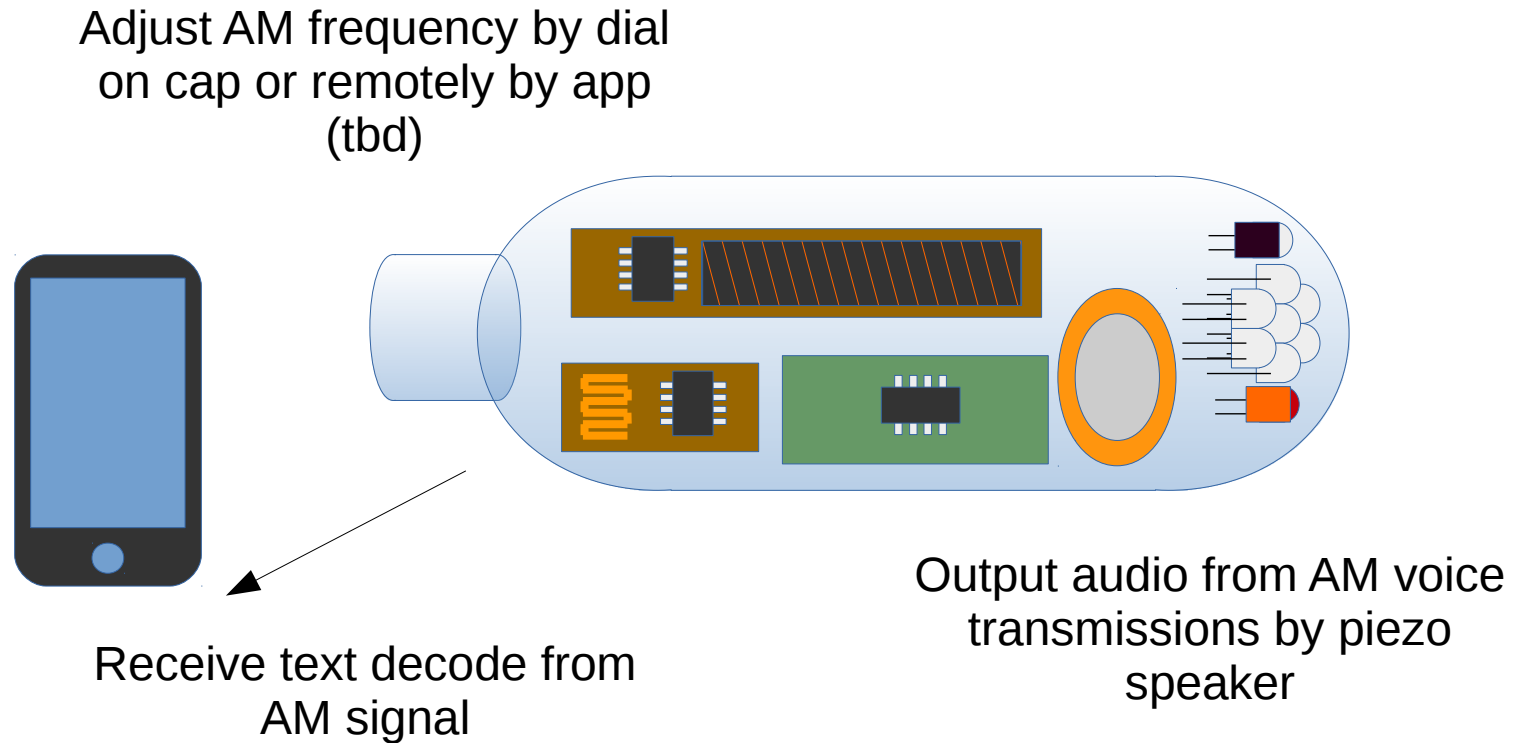 Adjust AM frequency by dial
on cap or remotely by app
(tbd)
Output audio from AM voice
transmissions by piezo
speaker
Receive text decode from
AM signal